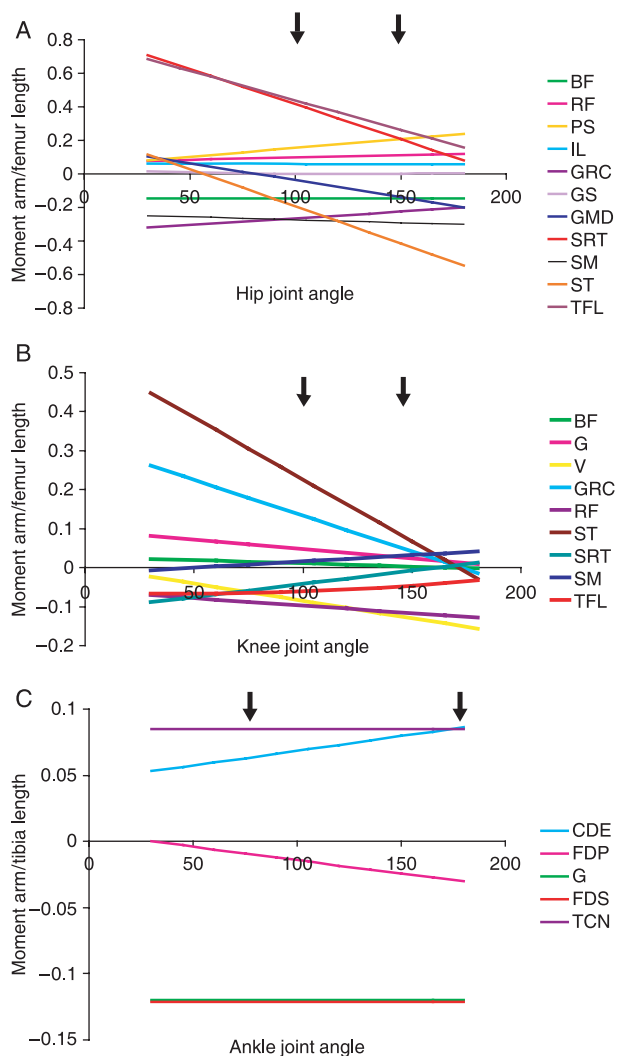 A
Moment arm/femur length
0.8
0.6
0.4
0.2
0
−0.2
−0.4
−0.6
−0.8
0
50
100
150
200
Hip joint angle
BF
RF
PS
IL
GRC
GS
GMD
SRT
SM
ST
TFL
B
Moment arm/femur length
0.5
0.4
0.3
0.2
0.1
0
−0.1
−0.2
0
50
100
150
200
Knee joint angle
BF
G
V
GRC
RF
ST
SRT
SM
TFL
C
Moment arm/tibia length
0.1
0.05
0
−0.05
−0.1
−0.15
0
50
100
150
200
Ankle joint angle
CDE
FDP
G
FDS
TCN